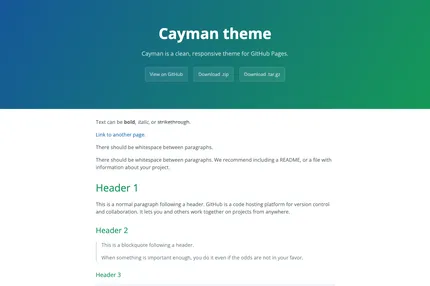 Cayman theme
Cayman is a clean, responsive theme for GitHub Pages.
View on GitHub
Download .zip
Download .tar.gz
Text can be bold, italic, or strikethrough.
Link to another page.
There should be whitespace between paragraphs.
There should be whitespace between paragraphs. We recommend including a README, or a file with
information about your project.
Header 1
This is a normal paragraph following a header. GitHub is a code hosting platform for version control
and collaboration. It lets you and others work together on projects from anywhere.
Header 2
This is a blockquote following a header.
When something is important enough, you do it even if the odds are not in your favor.
Header 3